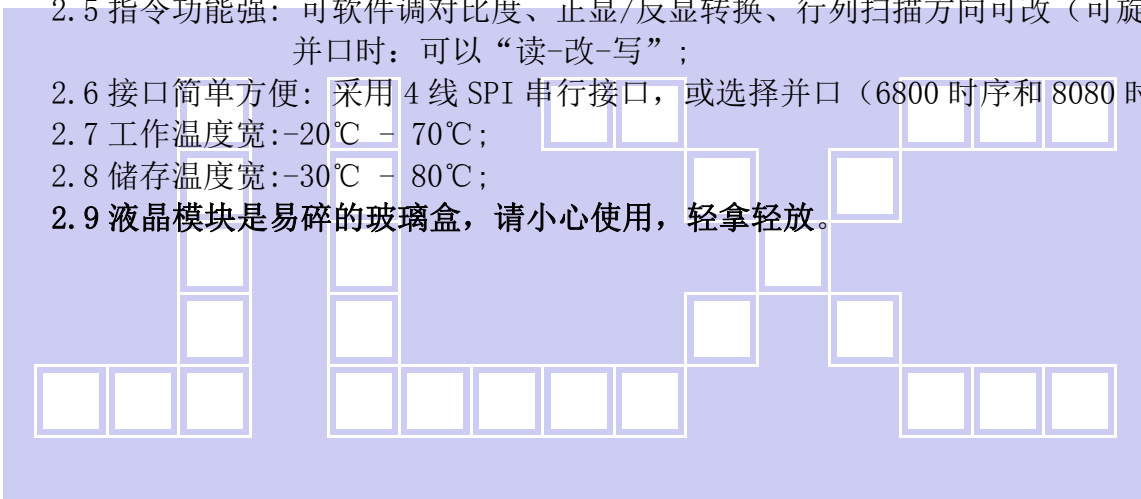 2.5 指令功能强: 可软件调对比度、正显/反显转换、行列扫描方向可改（可旋
并口时: 可以“读-改-写”;
2.6 接口简单方便: 采用 4 线 SPI 串行接口，或选择并口（6800 时序和 8080 时
2.7 工作温度宽:-20℃ - 70℃;
2.8 储存温度宽:-30℃ - 80℃;
2.9 液晶模块是易碎的玻璃盒，请小心使用，轻拿轻放。